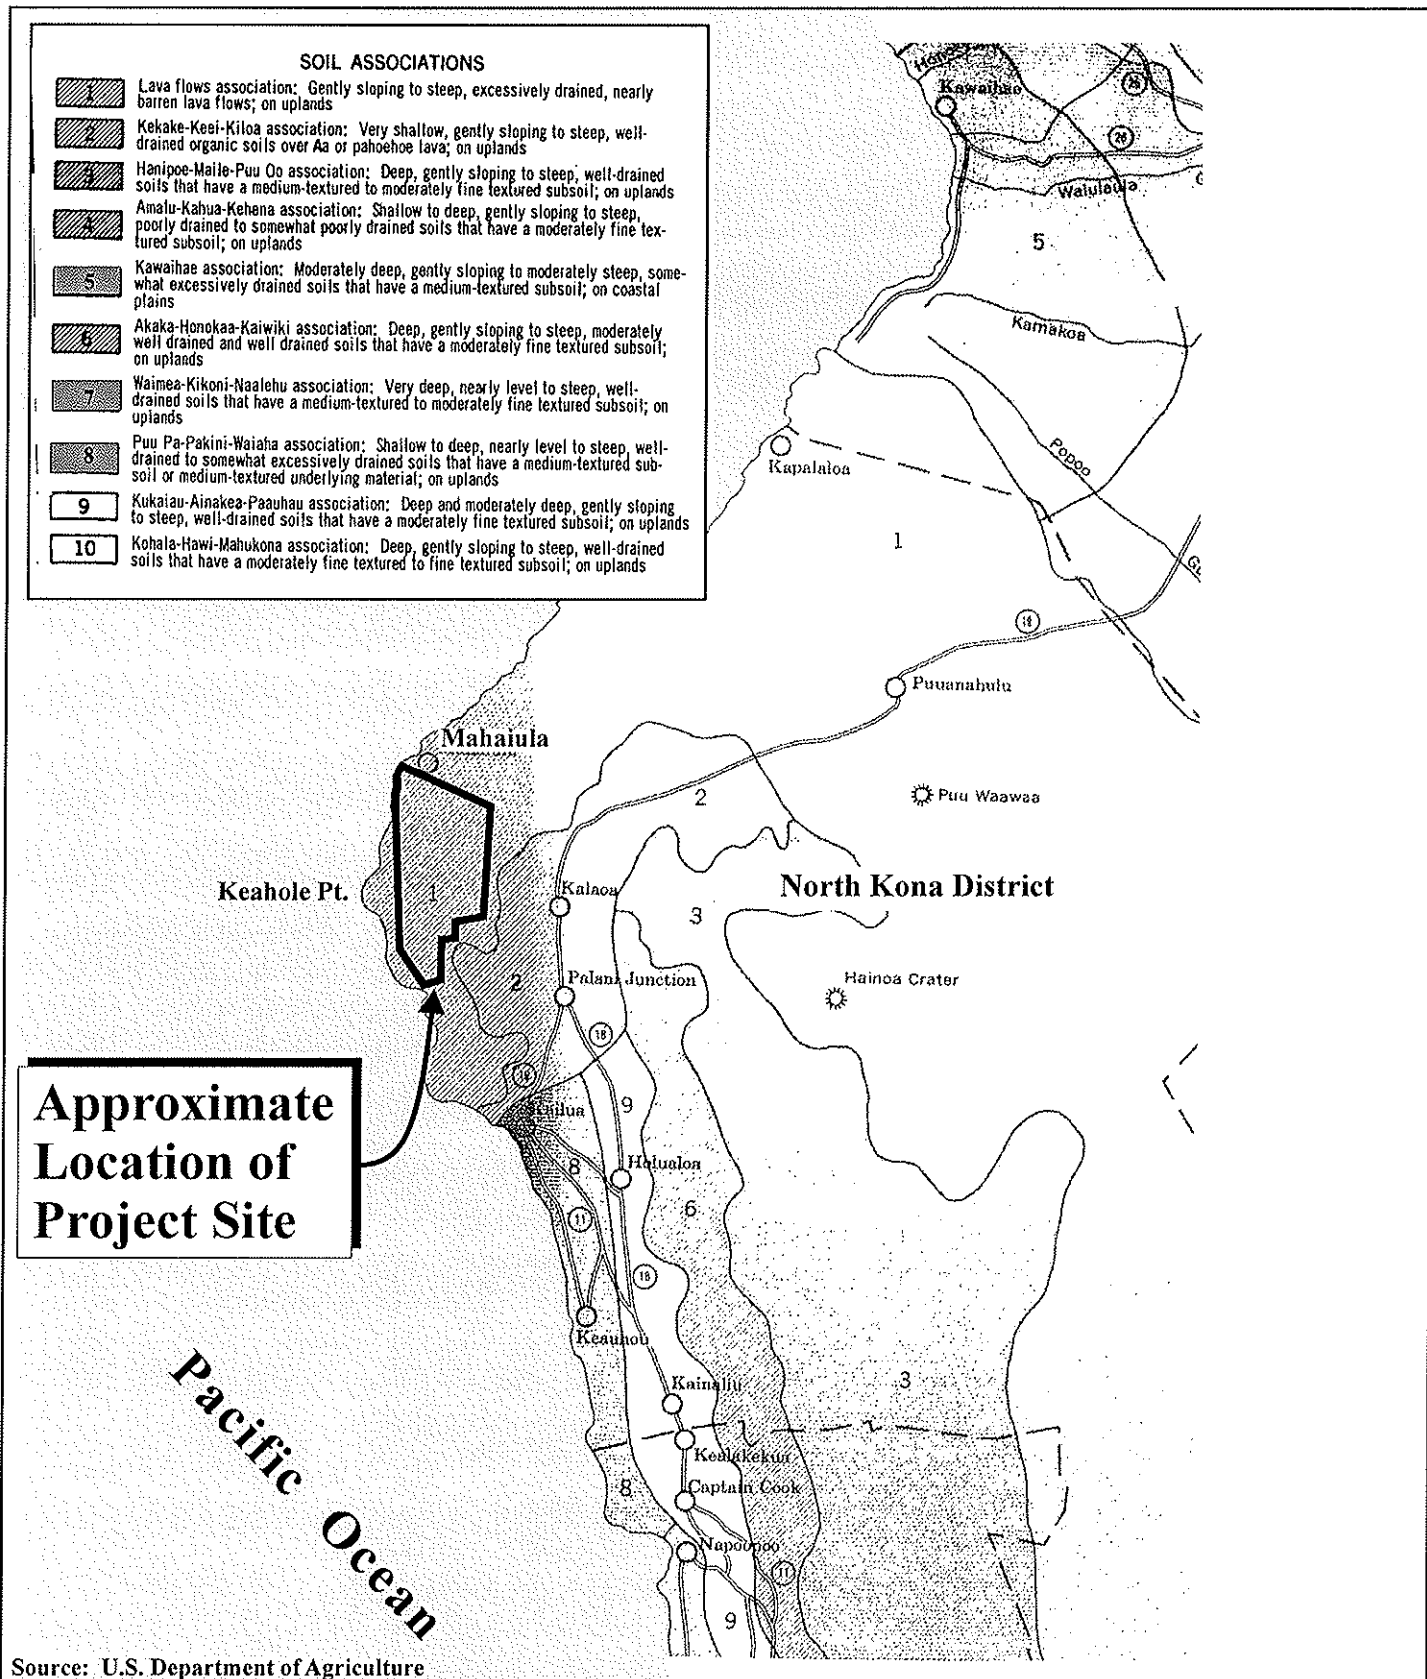 SOIL ASSOCIATIONS
1 Lava flows association: Gently sloping to steep, excessively drained, nearly
barren lava flows; on uplands
2 Kekake-Keei-Kiloa association: Very shallow, gently sloping to steep, well-
drained organic soils over Aa or pahoehoe lava; on uplands
3 Hanipoe-Maile-Puu Oo association: Deep, gently sloping to steep, well-drained
soils that have a medium-textured to moderately fine textured subsoil; on uplands
4 Amalu-Kahua-Kehena association: Shallow to deep, gently sloping to steep,
poorly drained to somewhat poorly drained soils that have a moderately fine tex-
tured subsoil; on uplands
5 Kawaihae association: Moderately deep, gently sloping to moderately steep, some-
what excessively drained soils that have a medium-textured subsoil; on coastal
plains
6 Akaka-Honokaa-Kaiwiki association: Deep, gently sloping to steep, moderately
well drained and well drained soils that have a moderately fine textured subsoil;
on uplands
7 Waimea-Kikoni-Naalehu association: Very deep, nearly level to steep, well-
drained soils that have a medium-textured to moderately fine textured subsoil; on
uplands
8 Puu Pa-Pakini-Waiaha association: Shallow to deep, nearly level to steep, well-
drained to somewhat excessively drained soils that have a medium-textured sub-
soil or medium-textured underlying material; on uplands
9 Kukaiau-Ainakea-Paauhau association: Deep and moderately deep, gently sloping
to steep, well-drained soils that have a moderately fine textured subsoil; on uplands
10 Kohala-Hawi-Mahukona association: Deep, gently sloping to steep, well-drained
soils that have a moderately fine textured to fine textured subsoil; on uplands
Kawaihae
26
Waiulaula
5
Kamakoa
Kapalaloa
Popoo
1
18
Puuanahulu
Mahaiula
2
Puu Waawaa
Keahole Pt.
1
Kalaoa
North Kona District
3
2
Palani Junction
Hainoa Crater
18
Approximate
Location of
Project Site
Kailua
9
8
Holualoa
6
11
18
Keauhou
Kainaliu
3
Kealakekua
8
Captain Cook
Napoopoo
11
9
Pacific Ocean
Source: U.S. Department of Agriculture